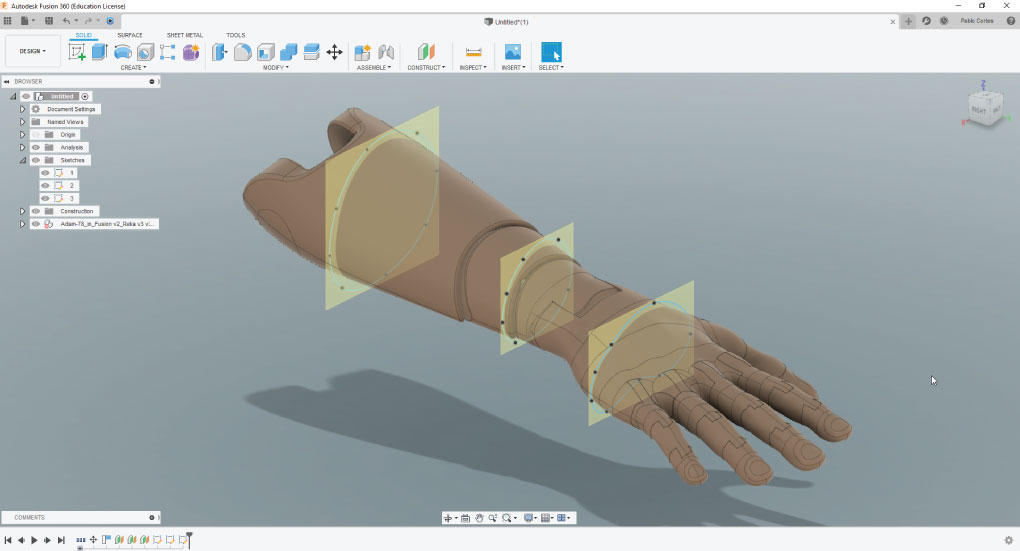 Autodesk Fusion 360 (Education License)
Untitled*(1)
Pablo Cortes
SOLID SURFACE SHEET METAL TOOLS
DESIGN
CREATE MODIFY ASSEMBLE CONSTRUCT INSPECT INSERT SELECT
BROWSER
Untitled
Document Settings
Named Views
Origin
Analysis
Sketches
1
2
3
Construction
Adam-78_in_Fusion v2_Reka v3 v:...
Z
RIGHT
COMMENTS